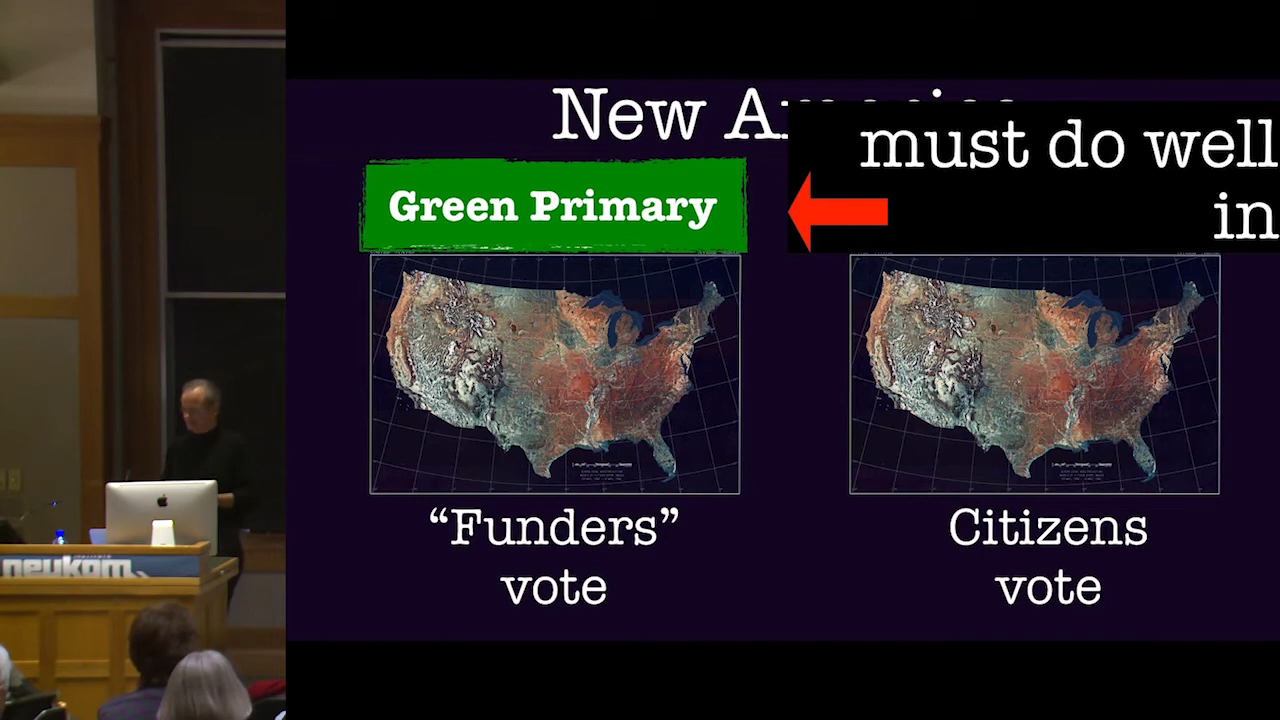 New
must do well
in
Green Primary
“Funders”
vote
Citizens
vote
neukom